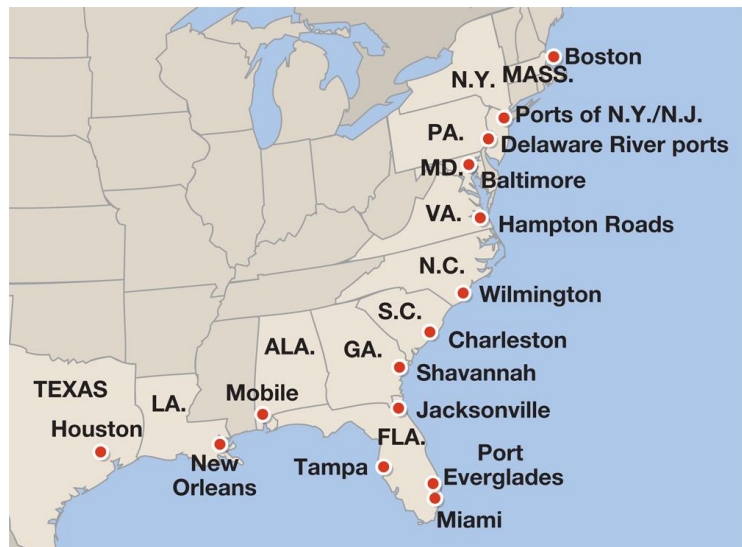 Boston
N.Y. MASS.
Ports of N.Y./N.J.
PA.
Delaware River ports
MD.
Baltimore
VA.
Hampton Roads
N.C.
Wilmington
S.C.
Charleston
ALA.
GA.
Shavannah
TEXAS
LA.
Mobile
Jacksonville
Houston
FLA.
New
Orleans
Tampa
Port
Everglades
Miami